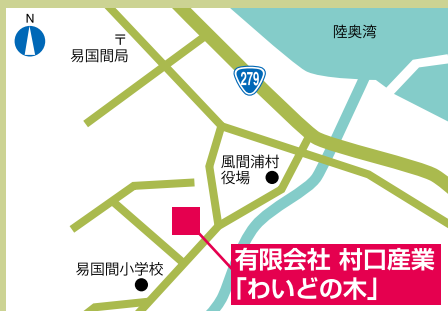 N
〒
易国間局
279
陸奥湾
風間浦村
役場
易国間小学校
有限会社 村口産業
「わいどの木」